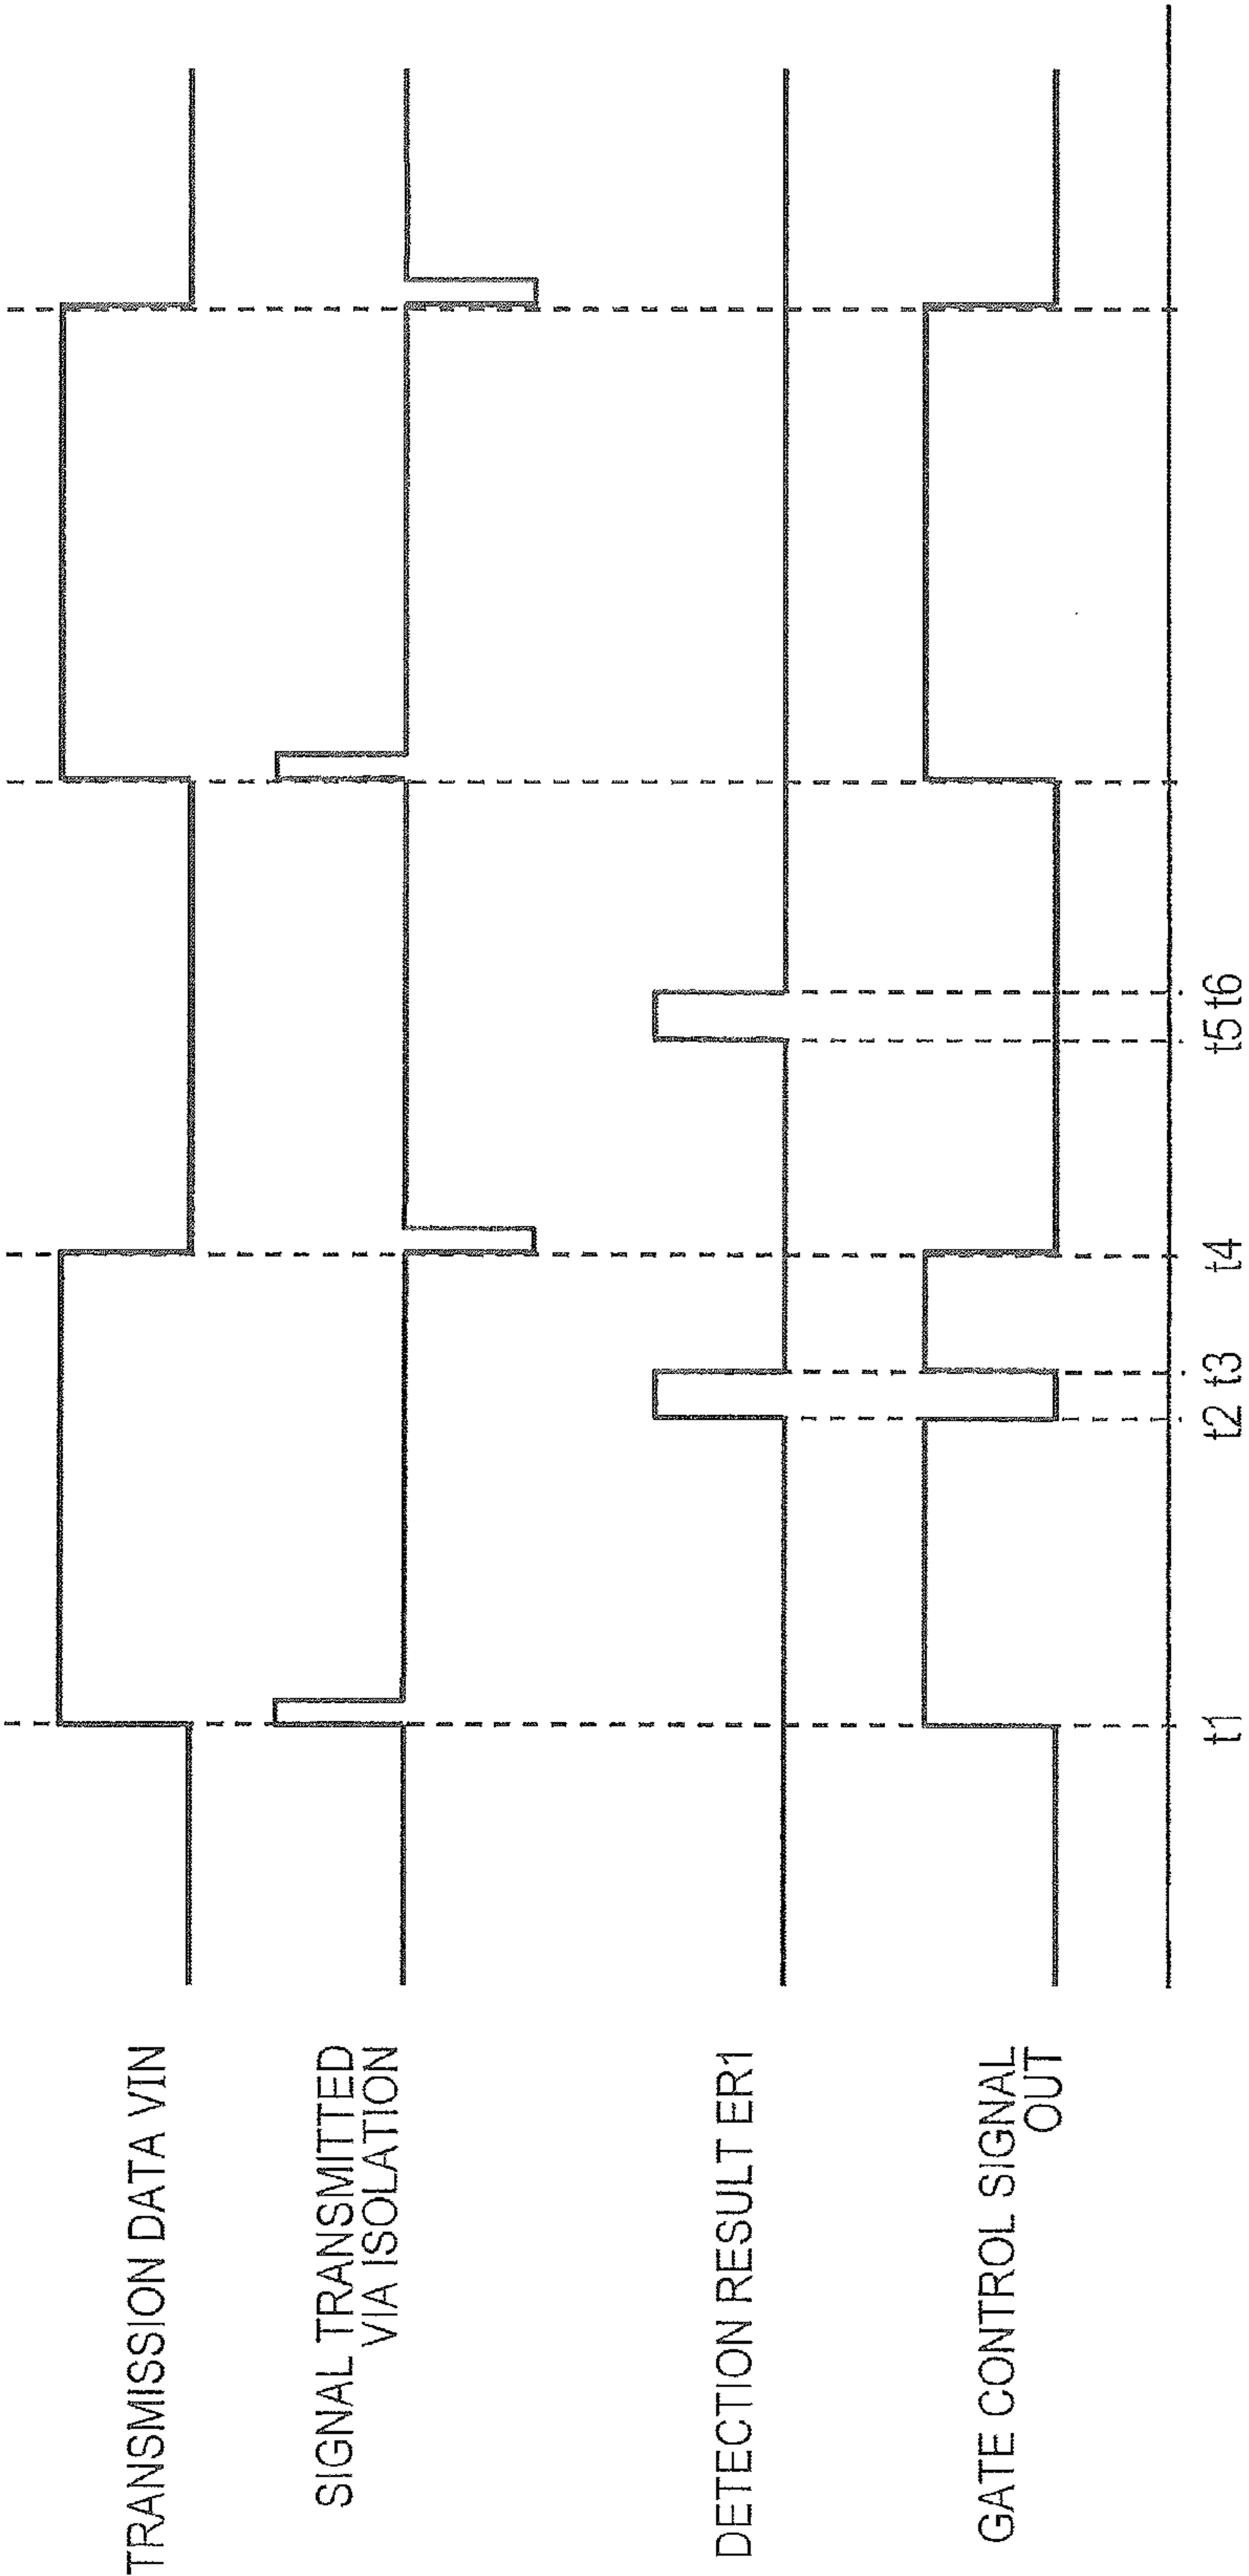 TRANSMISSION DATA VIN
SIGNAL TRANSMITTED
VIA ISOLATION
DETECTION RESULT ER1
GATE CONTROL SIGNAL
OUT
t1 t2 t3 t4 t5 t6